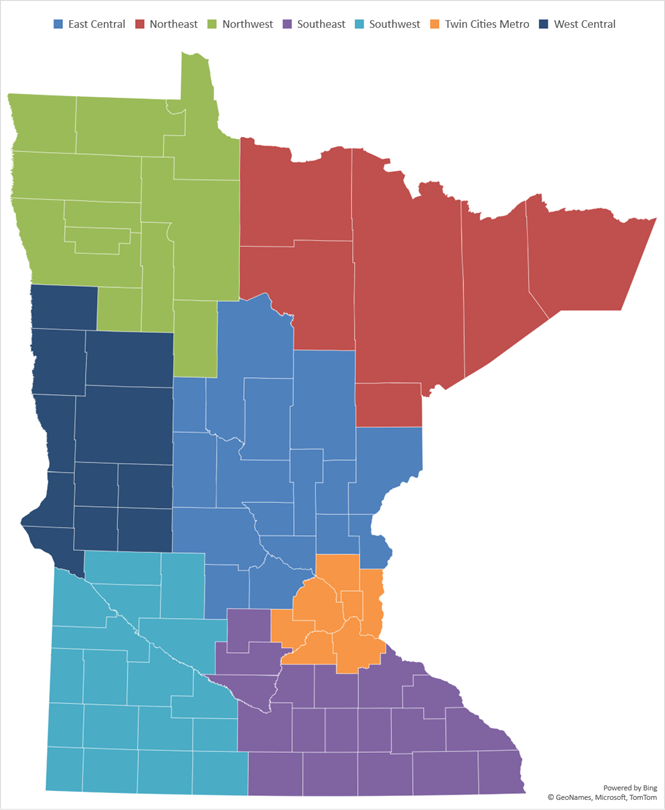 East Central Northeast Northwest Southeast Southwest Twin Cities Metro West Central
Powered by Bing
© GeoNames, Microsoft, TomTom